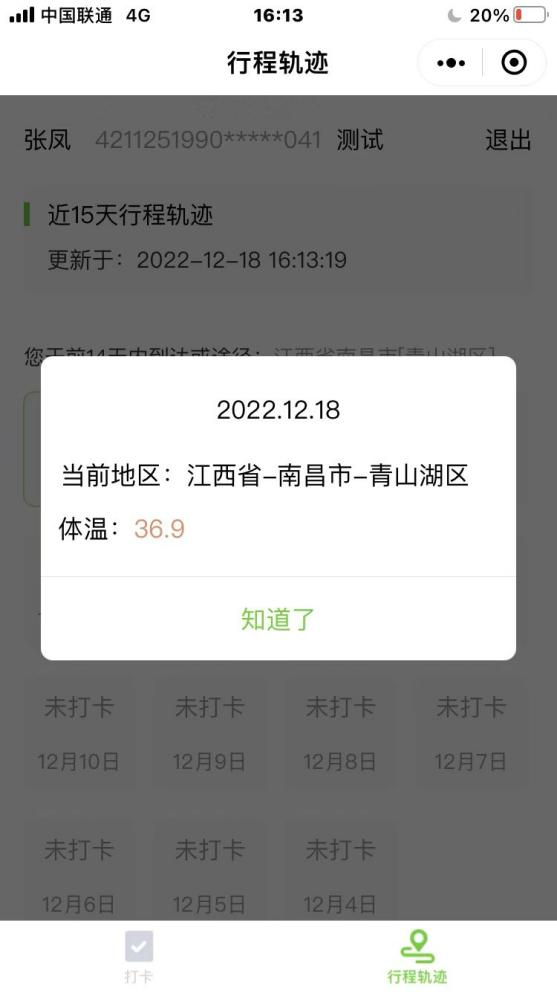 中国联通 4G 16:13 20%
行程轨迹
张凤 4211251990*****041 测试 退出
近15天行程轨迹
更新于：2022-12-18 16:13:19
您于前14天内到达或途径：江西省南昌市[青山湖区]
2022.12.18
当前地区：江西省-南昌市-青山湖区
体温：36.9
知道了
未打卡 未打卡 未打卡 未打卡
12月10日 12月9日 12月8日 12月7日
未打卡 未打卡 未打卡
12月6日 12月5日 12月4日
打卡 行程轨迹